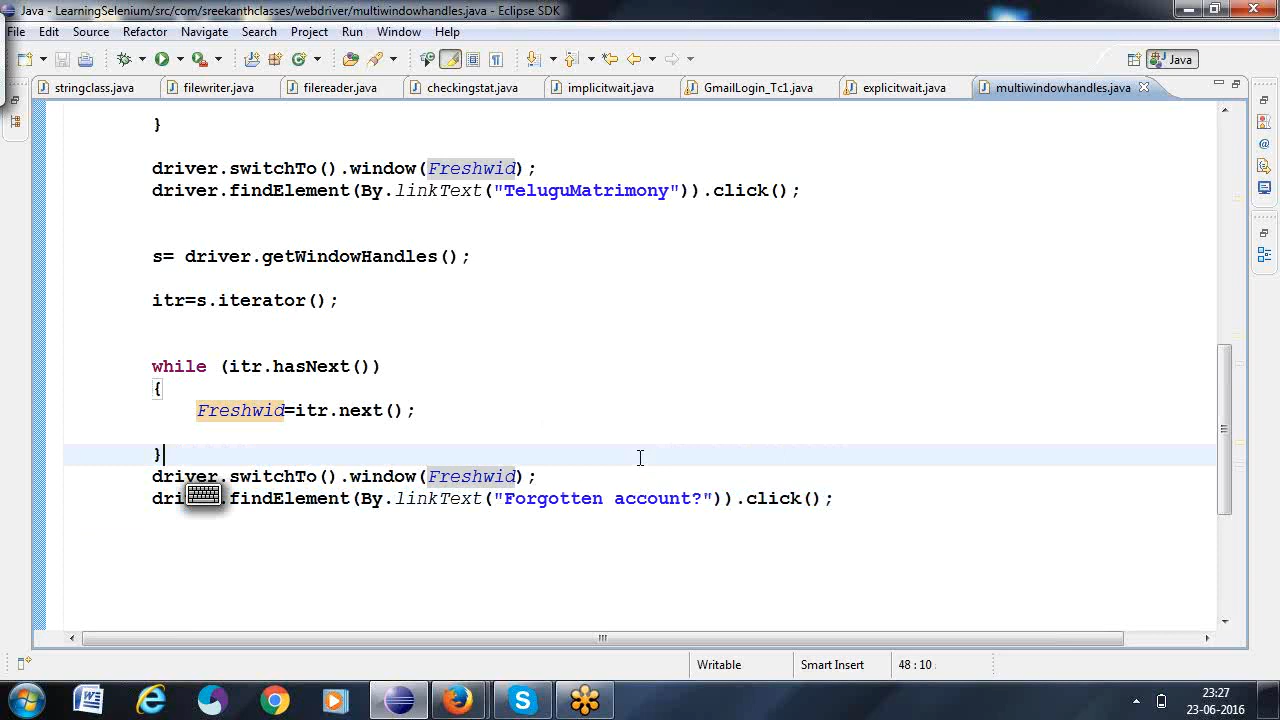 Java - LearningSelenium/src/com/sreekanthclasses/webdriver/multiwindowhandles.java - Eclipse SDK
File Edit Source Refactor Navigate Search Project Run Window Help
Java
stringclass.java filewriter.java filereader.java checkingstat.java implicitwait.java GmailLogin_Tc1.java explicitwait.java multiwindowhandles.java
}
driver.switchTo().window(Freshwid);
driver.findElement(By.linkText("TeluguMatrimony")).click();
s= driver.getWindowHandles();
itr=s.iterator();
while (itr.hasNext())
{
Freshwid=itr.next();
}
driver.switchTo().window(Freshwid);
.findElement(By.linkText("Forgotten account?")).click();
Writable Smart Insert 48 : 10
23:27
23-06-2016